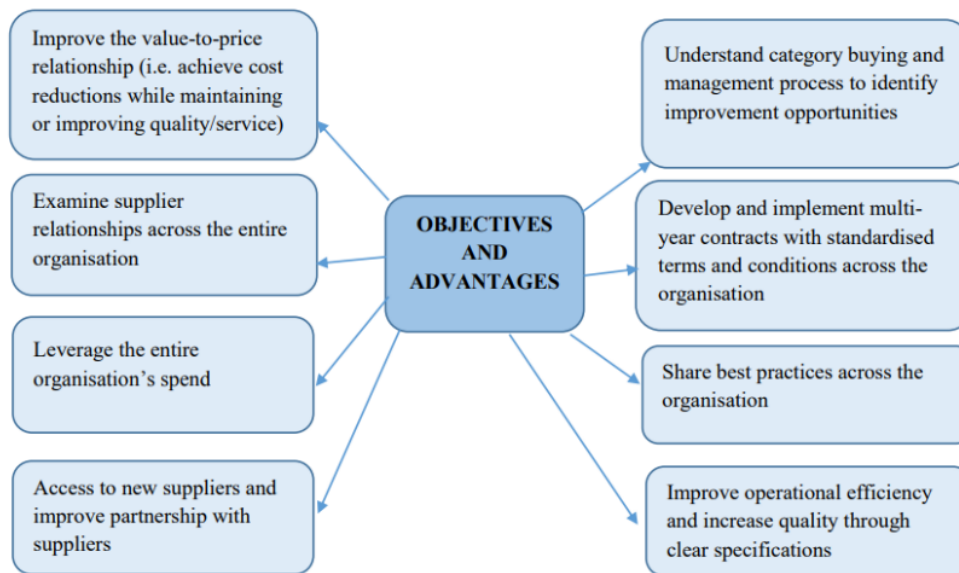 Improve the value-to-price
relationship (i.e. achieve cost
reductions while maintaining
or improving quality/service)
Examine supplier
relationships across the entire
organisation
Leverage the entire
organisation's spend
Access to new suppliers and
improve partnership with
suppliers
OBJECTIVES
AND
ADVANTAGES
Understand category buying and
management process to identify
improvement opportunities
Develop and implement multi-
year contracts with standardised
terms and conditions across the
organisation
Share best practices across the
organisation
Improve operational efficiency
and increase quality through
clear specifications